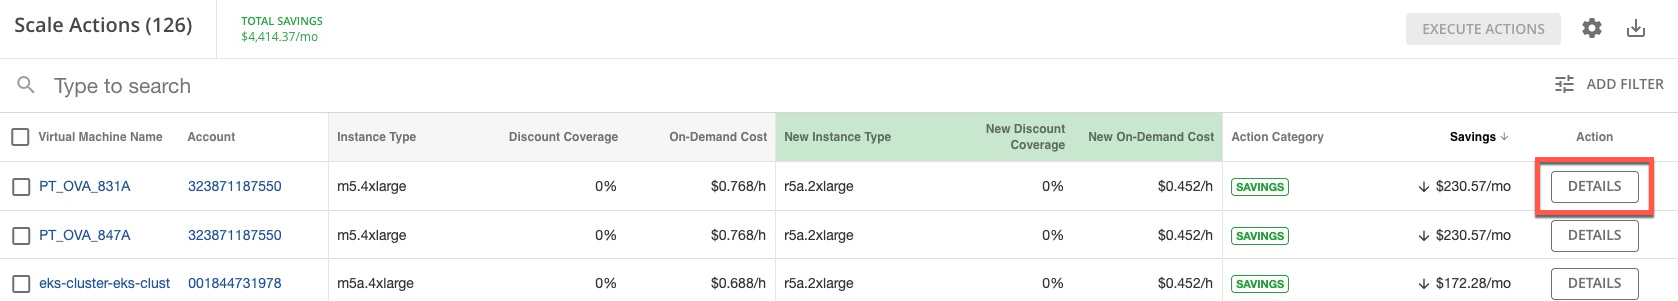 Scale Actions (126)
TOTAL SAVINGS
$4,414.37/mo
EXECUTE ACTIONS
Type to search
ADD FILTER
Virtual Machine Name Account Instance Type Discount Coverage On-Demand Cost New Instance Type New Discount Coverage New On-Demand Cost Action Category Savings ↓ Action
PT_OVA_831A 323871187550 m5.4xlarge 0% $0.768/h r5a.2xlarge 0% $0.452/h SAVINGS ↓ $230.57/mo DETAILS
PT_OVA_847A 323871187550 m5.4xlarge 0% $0.768/h r5a.2xlarge 0% $0.452/h SAVINGS ↓ $230.57/mo DETAILS
eks-cluster-eks-clust 001844731978 m5a.4xlarge 0% $0.688/h r5a.2xlarge 0% $0.452/h SAVINGS ↓ $172.28/mo DETAILS